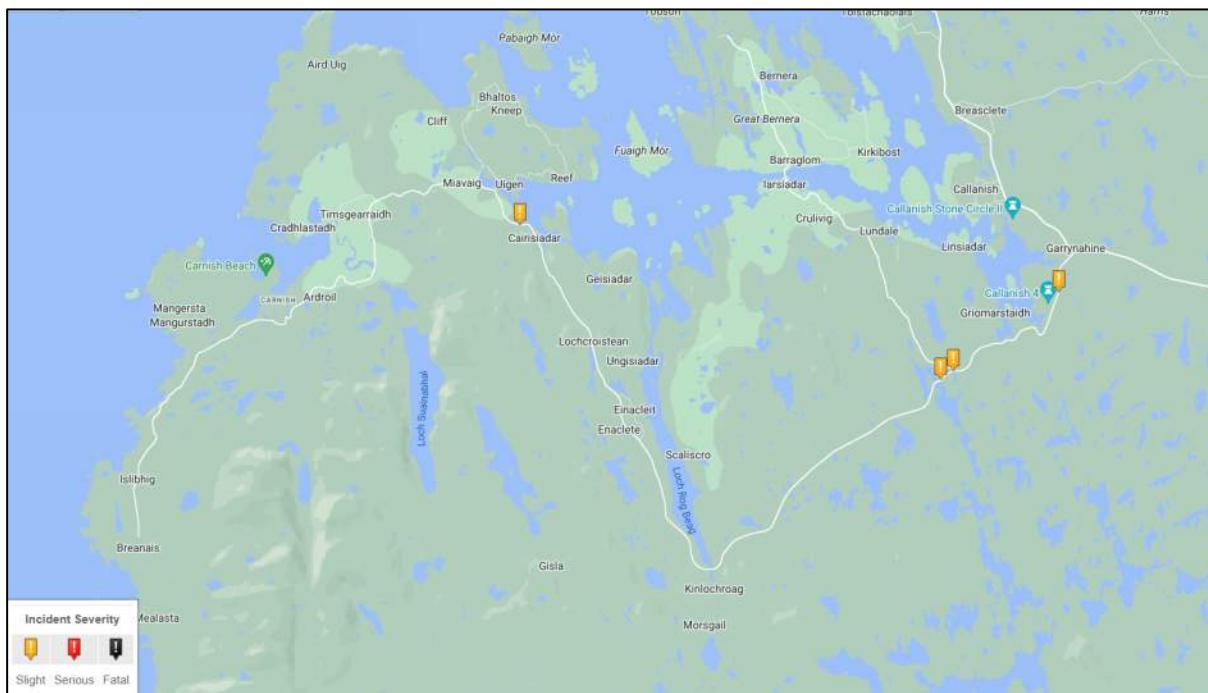 Pabaigh Mòr
Harris
Aird Uig
Bernera
Bhaltos
Kneep
Breasclete
Cliff
Great Bernera
Fuaigh Mòr
Kirkibost
Barraglom
Reef
Miavaig
Uigen
Iarsiadar
Callanish
Timsgearraidh
Callanish Stone Circle II
Cradhlastadh
Crulivig
Lundale
Cairisiadar
Linsiadar
Garrynahine
Carnish Beach
Geisiadar
Callanish 4
CARNISH
Ardroil
Mangersta
Mangurstadh
Griomarstaidh
Lochcroistean
Ungisiadar
Loch Suainabhal
Einacleit
Enaclete
Scaliscro
Islibhig
Loch Ròg Beag
Breanais
Gisla
Kinlochroag
Mealasta
Morsgail
Incident Severity
Slight Serious Fatal